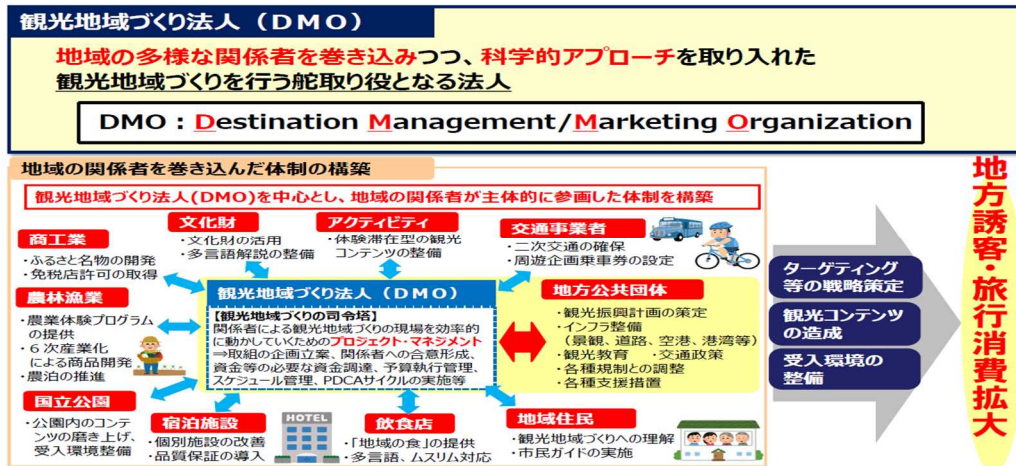 観光地域づくり法人（DMO）
地域の多様な関係者を巻き込みつつ、科学的アプローチを取り入れた
観光地域づくりを行う舵取り役となる法人
DMO：Destination Management/Marketing Organization
地域の関係者を巻き込んだ体制の構築
観光地域づくり法人(DMO)を中心とし、地域の関係者が主体的に参画した体制を構築
商工業
・ふるさと名物の開発
・免税店許可の取得
文化財
・文化財の活用
・多言語解説の整備
アクティビティ
・体験滞在型の観光
コンテンツの整備
交通事業者
・二次交通の確保
・周遊企画乗車券の設定
農林漁業
・農業体験プログラム
の提供
・６次産業化
による商品開発
・農泊の推進
観光地域づくり法人（DMO）
【観光地域づくりの司令塔】
関係者による観光地域づくりの現場を効率的
に動かしていくためのプロジェクト・マネジメント
⇒取組の企画立案、関係者への合意形成、
資金等の必要な資金調達、予算執行管理、
スケジュール管理、PDCAサイクルの実施等
地方公共団体
・観光振興計画の策定
・インフラ整備
（景観、道路、空港、港湾等）
・観光教育　・交通政策
・各種規制との調整
・各種支援措置
国立公園
・公園内のコンテ
ンツの磨き上げ、
受入環境整備
宿泊施設
・個別施設の改善
・品質保証の導入
HOTEL
飲食店
・「地域の食」の提供
・多言語、ムスリム対応
地域住民
・観光地域づくりへの理解
・市民ガイドの実施
ターゲティング
等の戦略策定
観光コンテンツ
の造成
受入環境の
整備
地方誘客・旅行消費拡大